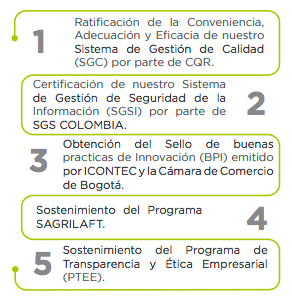 1
Ratificación de la Conveniencia,
Adecuación y Eficacia de nuestro
Sistema de Gestión de Calidad
(SGC) por parte de CQR.
Certificación de nuestro Sistema
de Gestión de Seguridad de la
Información (SGSI) por parte de
SGS COLOMBIA.
2
3
Obtención del Sello de buenas
practicas de Innovación (BPI) emitido
por ICONTEC y la Cámara de Comercio
de Bogotá.
Sostenimiento del Programa
SAGRILAFT.
4
5
Sostenimiento del Programa de
Transparencia y Ética Empresarial
(PTEE).